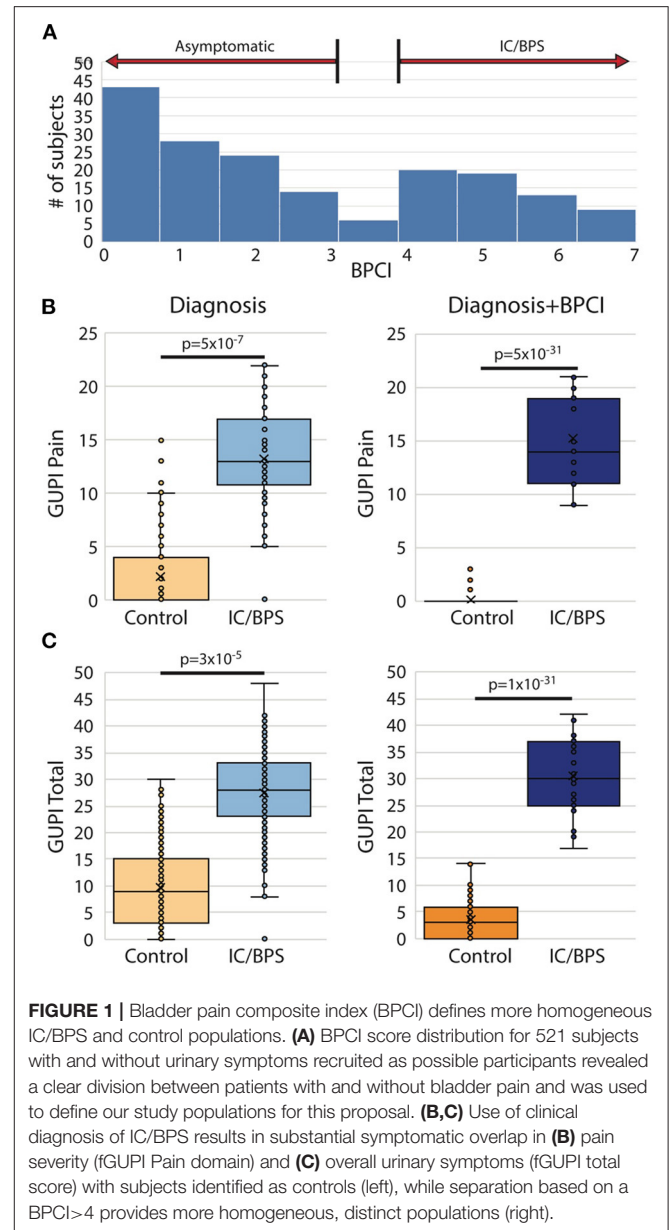 A
Asymptomatic
IC/BPS
50
45
40
35
30
25
20
15
10
5
0
# of subjects
0 1 2 3 4 5 6 7
BPCI
B
Diagnosis
Diagnosis+BPCI
25
20
15
10
5
0
GUPI Pain
p=5x10-7
Control
IC/BPS
25
20
15
10
5
0
GUPI Pain
p=5x10-31
Control
IC/BPS
C
50
45
40
35
30
25
20
15
10
5
0
GUPI Total
p=3x10-5
Control
IC/BPS
50
45
40
35
30
25
20
15
10
5
0
GUPI Total
p=1x10-31
Control
IC/BPS
FIGURE 1 | Bladder pain composite index (BPCI) defines more homogeneous
IC/BPS and control populations. (A) BPCI score distribution for 521 subjects
with and without urinary symptoms recruited as possible participants revealed
a clear division between patients with and without bladder pain and was used
to define our study populations for this proposal. (B,C) Use of clinical
diagnosis of IC/BPS results in substantial symptomatic overlap in (B) pain
severity (fGUPI Pain domain) and (C) overall urinary symptoms (fGUPI total
score) with subjects identified as controls (left), while separation based on a
BPCI>4 provides more homogeneous, distinct populations (right).